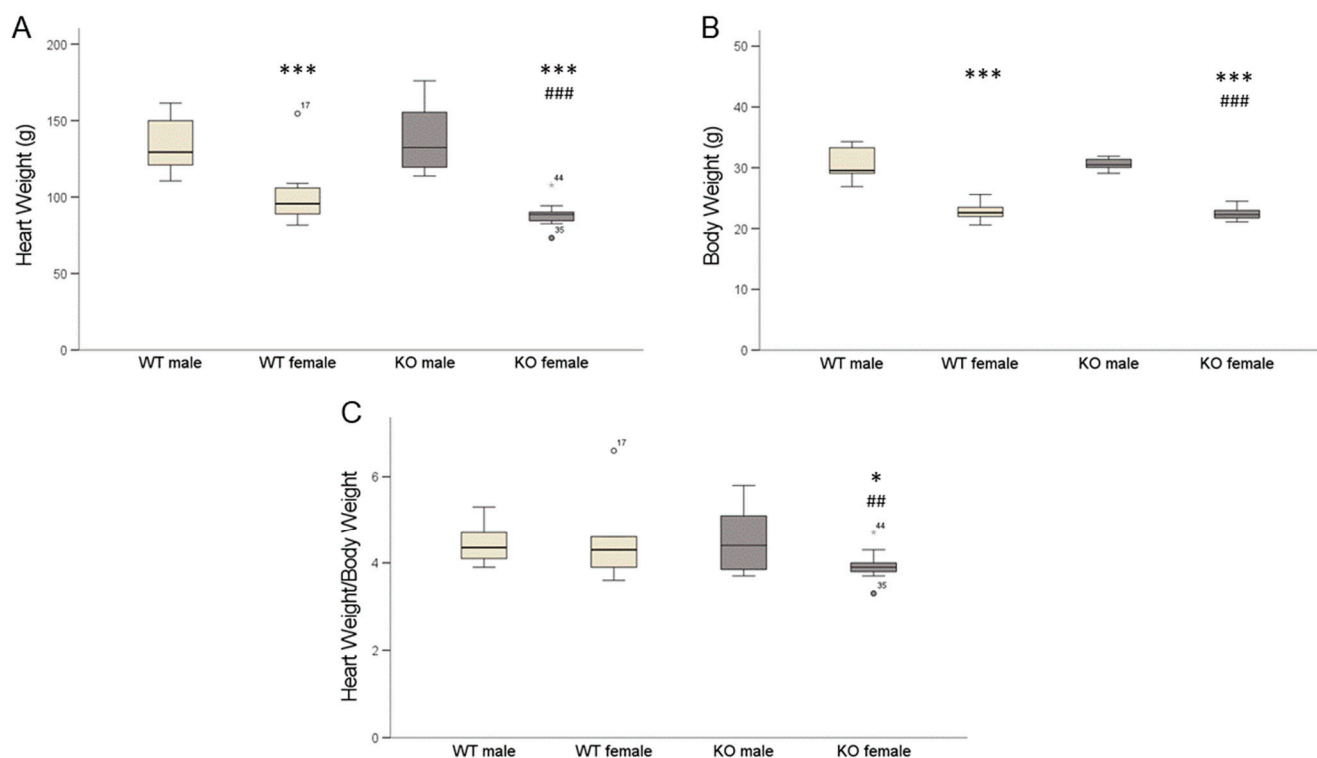 A
Heart Weight (g)
200
150
100
50
0
***
***
###
17
44
35
WT male
WT female
KO male
KO female
B
Body Weight (g)
50
40
30
20
10
0
***
***
###
WT male
WT female
KO male
KO female
C
Heart Weight/Body Weight
6
4
2
0
17
*
##
44
35
WT male
WT female
KO male
KO female